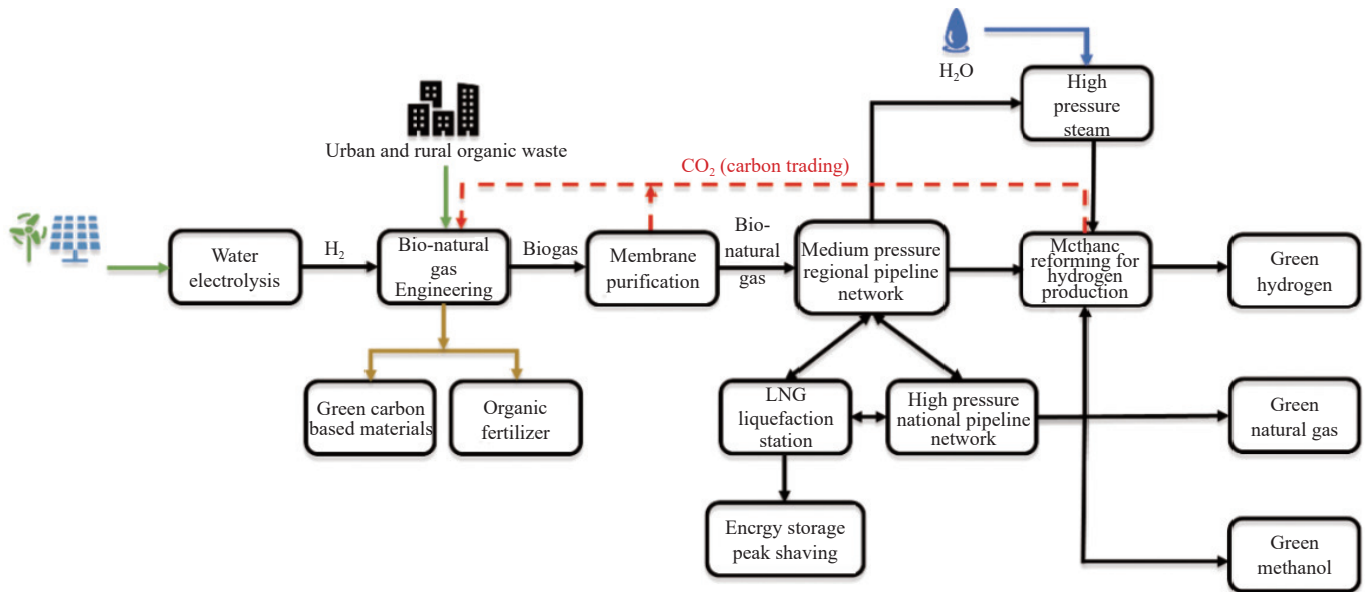 H₂O
High
pressure
steam
Urban and rural organic waste
CO₂ (carbon trading)
Water
electrolysis
H₂
Bio-natural
gas
Engineering
Biogas
Membrane
purification
Bio-
natural
gas
Medium pressure
regional pipeline
network
Mcthanc
reforming for
hydrogen
production
Green
hydrogen
Green carbon
based materials
Organic
fertilizer
LNG
liquefaction
station
High pressure
national pipeline
network
Green
natural gas
Encrgy storage
peak shaving
Green
methanol